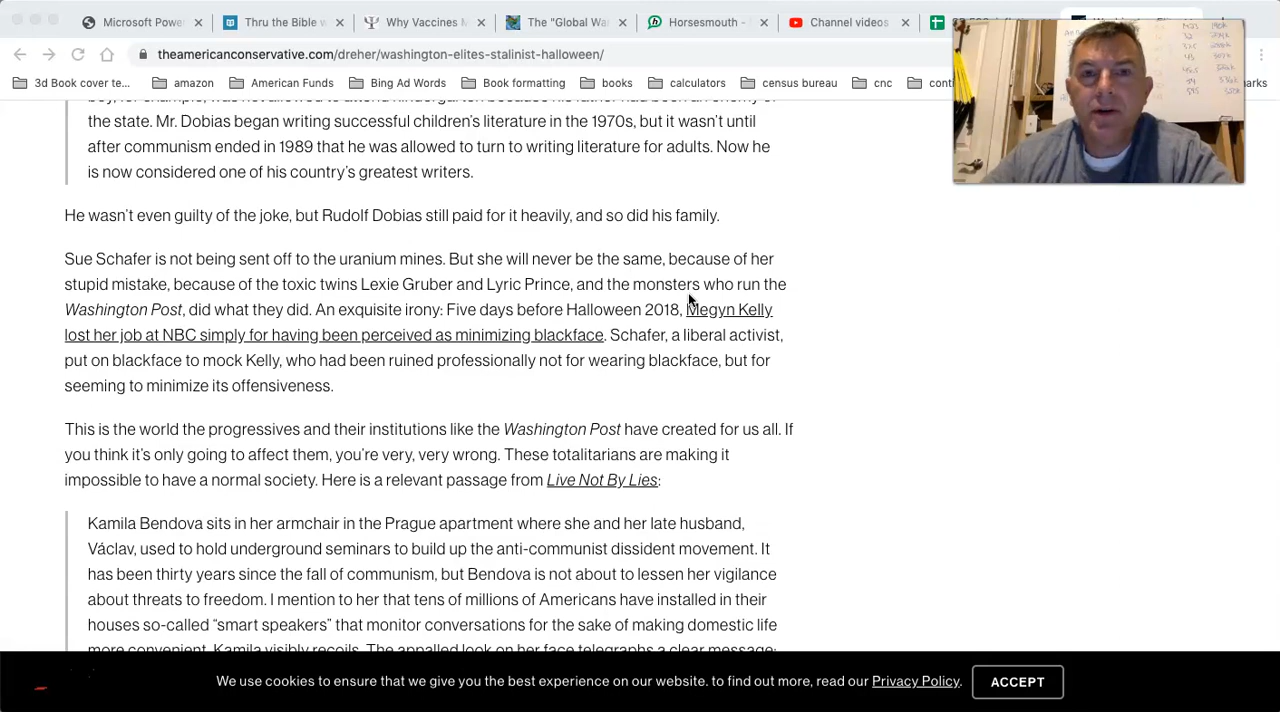 Microsoft Powe
Thru the Bible w
Why Vaccines M
The "Global Wa
Horsesmouth -
Channel videos
theamericanconservative.com/dreher/washington-elites-stalinist-halloween/
3d Book cover te...
amazon
American Funds
Bing Ad Words
Book formatting
books
calculators
census bureau
cnc
the state. Mr. Dobias began writing successful children's literature in the 1970s, but it wasn't until
after communism ended in 1989 that he was allowed to turn to writing literature for adults. Now he
is now considered one of his country's greatest writers.
He wasn't even guilty of the joke, but Rudolf Dobias still paid for it heavily, and so did his family.
Sue Schafer is not being sent off to the uranium mines. But she will never be the same, because of her
stupid mistake, because of the toxic twins Lexie Gruber and Lyric Prince, and the monsters who run the
Washington Post, did what they did. An exquisite irony: Five days before Halloween 2018, Megyn Kelly
lost her job at NBC simply for having been perceived as minimizing blackface. Schafer, a liberal activist,
put on blackface to mock Kelly, who had been ruined professionally not for wearing blackface, but for
seeming to minimize its offensiveness.
This is the world the progressives and their institutions like the Washington Post have created for us all. If
you think it's only going to affect them, you're very, very wrong. These totalitarians are making it
impossible to have a normal society. Here is a relevant passage from Live Not By Lies:
Kamila Bendova sits in her armchair in the Prague apartment where she and her late husband,
Václav, used to hold underground seminars to build up the anti-communist dissident movement. It
has been thirty years since the fall of communism, but Bendova is not about to lessen her vigilance
about threats to freedom. I mention to her that tens of millions of Americans have installed in their
houses so-called "smart speakers" that monitor conversations for the sake of making domestic life
more convenient. Kamila visibly recoils. The appalled look on her face telegraphs a clear message:
We use cookies to ensure that we give you the best experience on our website. to find out more, read our Privacy Policy.
ACCEPT